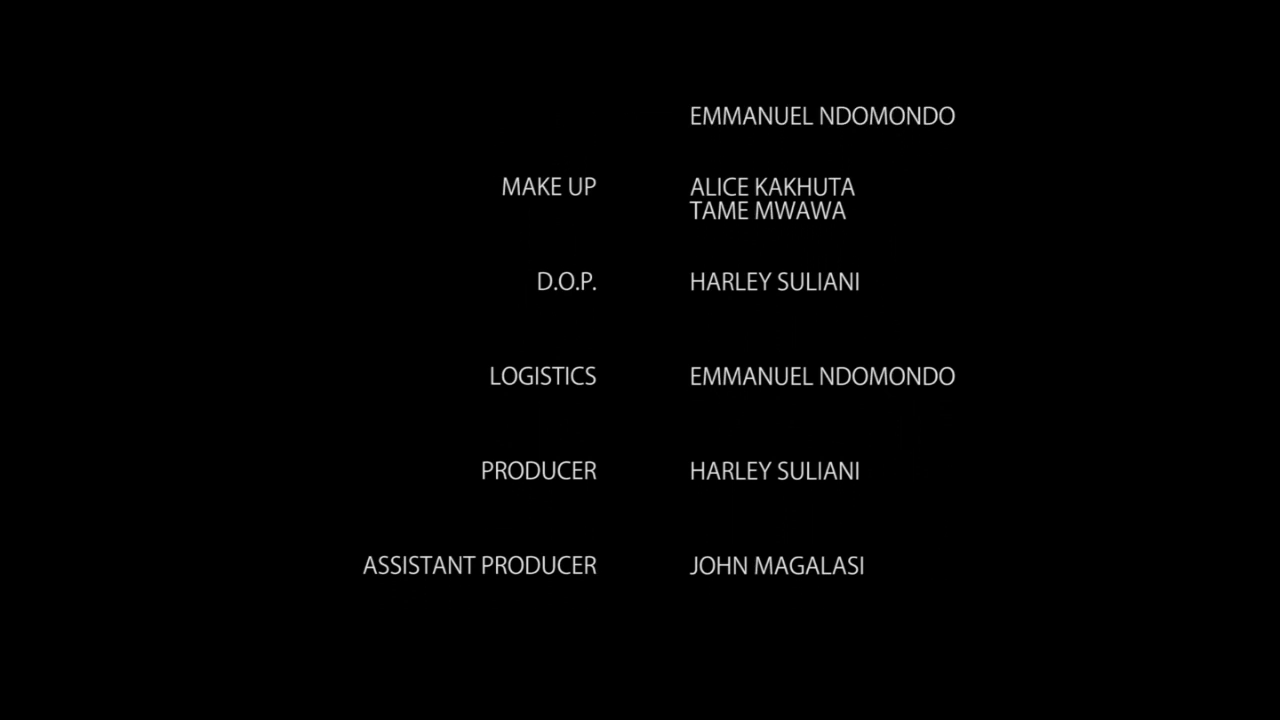 EMMANUEL NDOMONDO
MAKE UP ALICE KAKHUTA
TAME MWAWA
D.O.P. HARLEY SULIANI
LOGISTICS EMMANUEL NDOMONDO
PRODUCER HARLEY SULIANI
ASSISTANT PRODUCER JOHN MAGALASI